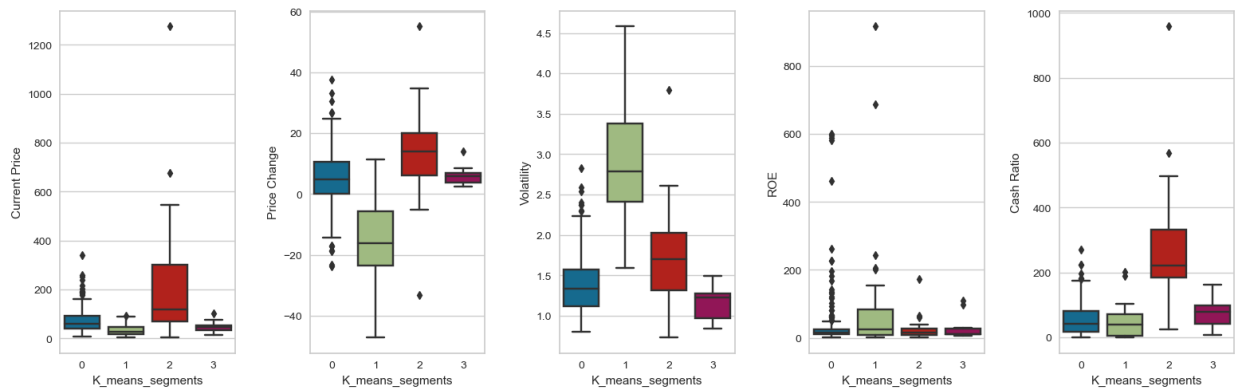 Current Price
1200
1000
800
600
400
200
0
0 1 2 3
K_means_segments
Price Change
60
40
20
0
−20
−40
0 1 2 3
K_means_segments
Volatility
4.5
4.0
3.5
3.0
2.5
2.0
1.5
1.0
0 1 2 3
K_means_segments
ROE
800
600
400
200
0
0 1 2 3
K_means_segments
Cash Ratio
1000
800
600
400
200
0
0 1 2 3
K_means_segments